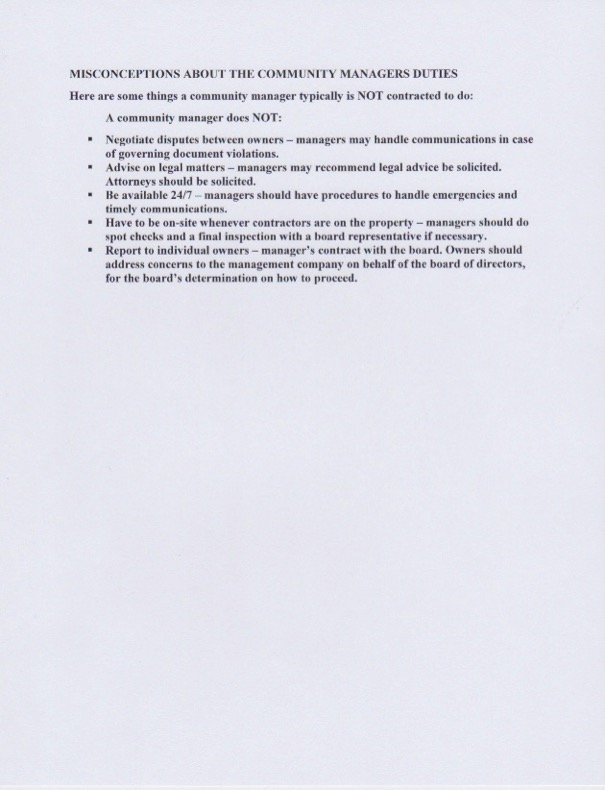 MISCONCEPTIONS ABOUT THE COMMUNITY MANAGERS DUTIES
Here are some things a community manager typically is NOT contracted to do:
A community manager does NOT:
▪ Negotiate disputes between owners – managers may handle communications in case
of governing document violations.
▪ Advise on legal matters – managers may recommend legal advice be solicited.
Attorneys should be solicited.
▪ Be available 24/7 – managers should have procedures to handle emergencies and
timely communications.
▪ Have to be on-site whenever contractors are on the property – managers should do
spot checks and a final inspection with a board representative if necessary.
▪ Report to individual owners – manager's contract with the board. Owners should
address concerns to the management company on behalf of the board of directors,
for the board's determination on how to proceed.